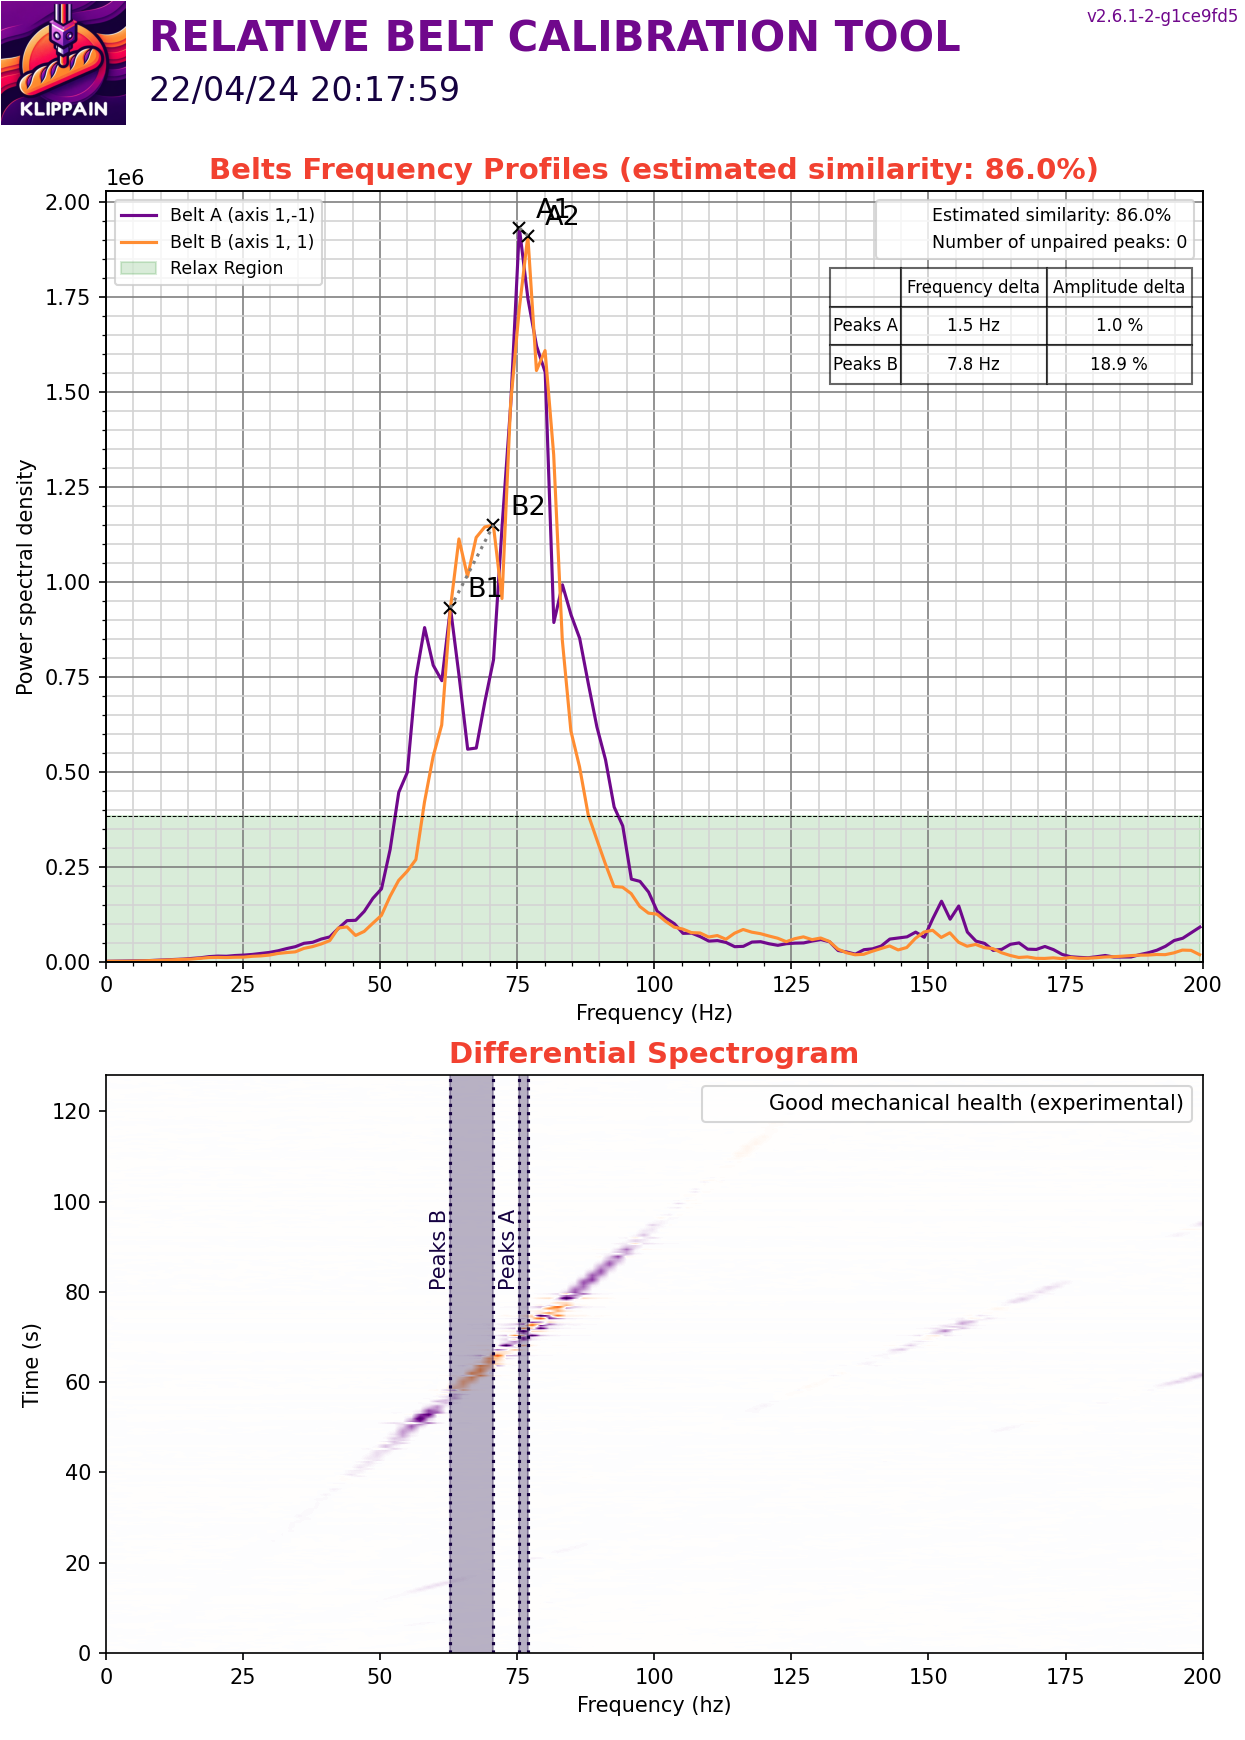 v2.6.1-2-g1ce9fd5
RELATIVE BELT CALIBRATION TOOL
22/04/24 20:17:59
KLIPPAIN
Belts Frequency Profiles (estimated similarity: 86.0%)
1e6
Belt A (axis 1,-1)
Belt B (axis 1, 1)
Relax Region
A1
A2
Estimated similarity: 86.0%
Number of unpaired peaks: 0
Frequency delta Amplitude delta
Peaks A 1.5 Hz 1.0 %
Peaks B 7.8 Hz 18.9 %
B2
B1
Power spectral density
2.00
1.75
1.50
1.25
1.00
0.75
0.50
0.25
0.00
0 25 50 75 100 125 150 175 200
Frequency (Hz)
Differential Spectrogram
Good mechanical health (experimental)
Peaks B
Peaks A
Time (s)
120
100
80
60
40
20
0
0 25 50 75 100 125 150 175 200
Frequency (hz)